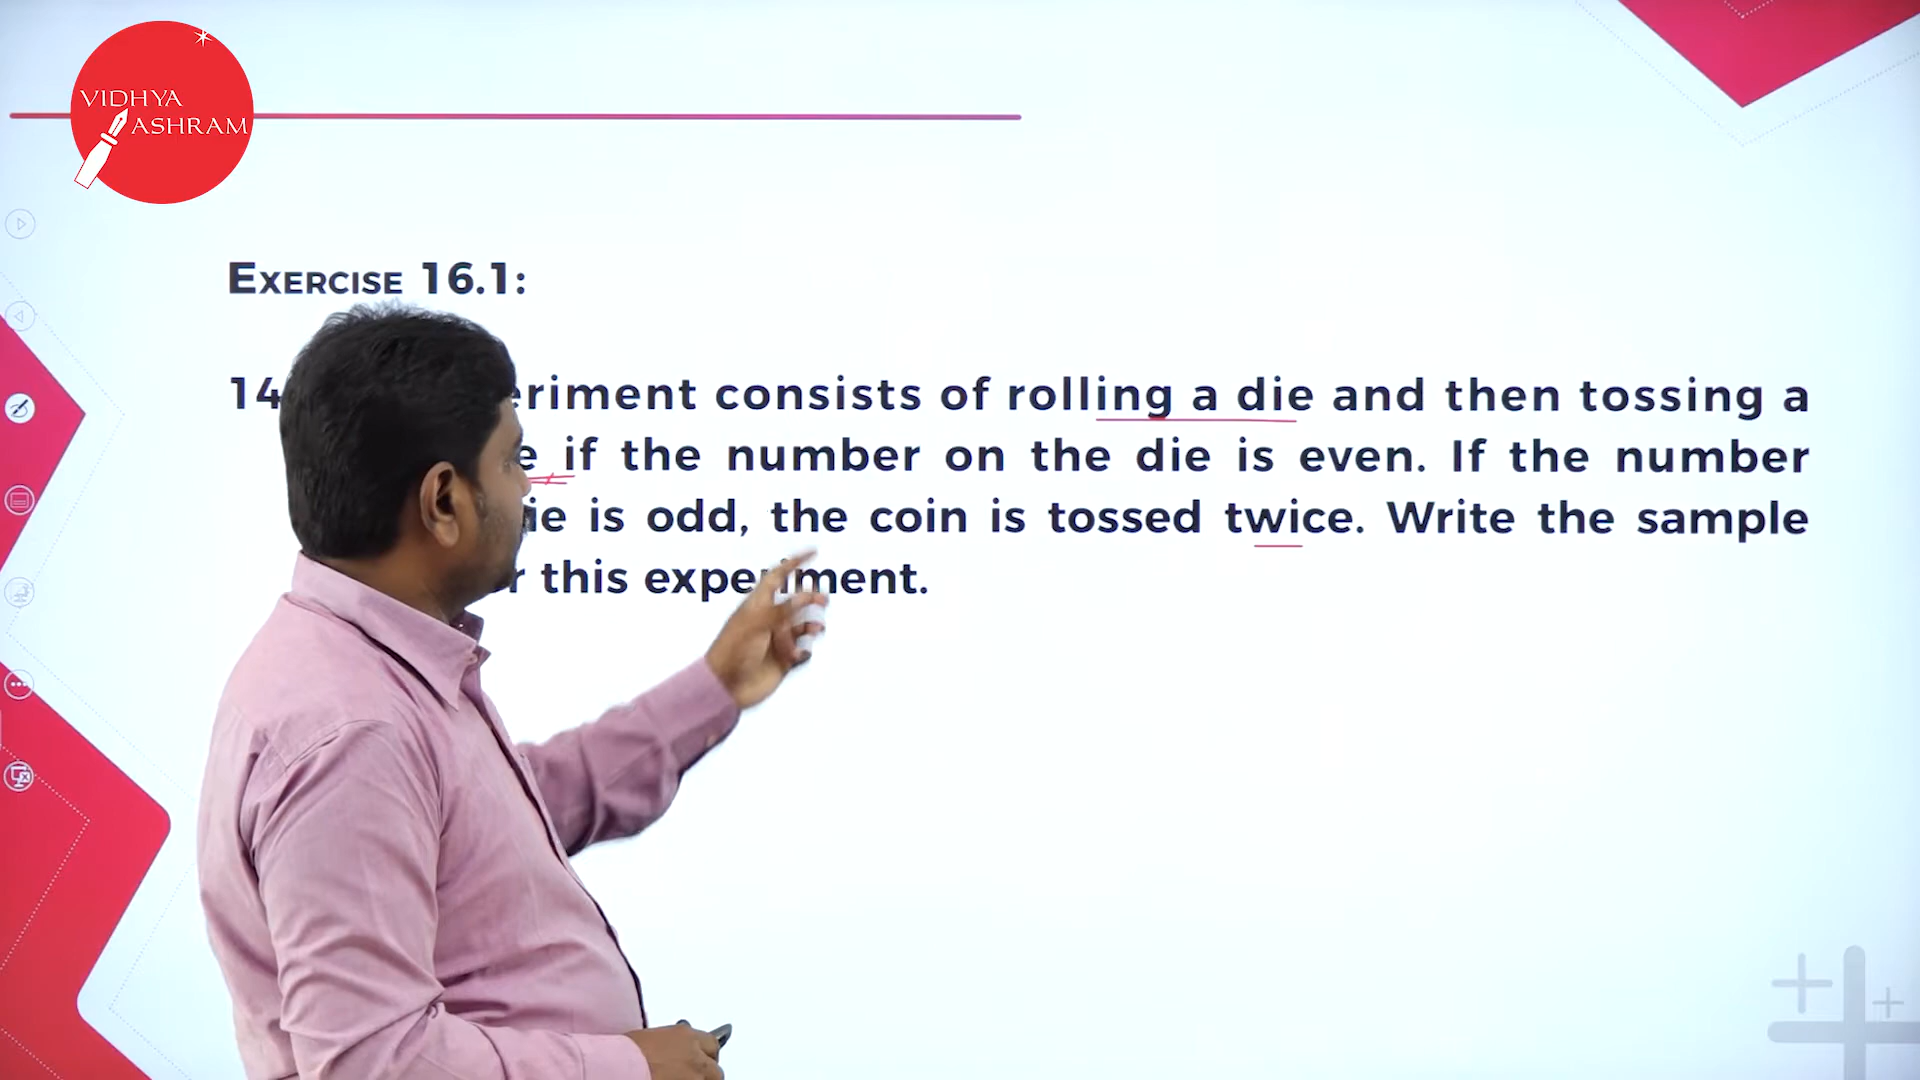 VIDHYA
ASHRAM
EXERCISE 16.1:
14 eriment consists of rolling a die and then tossing a
e if the number on the die is even. If the number
ie is odd, the coin is tossed twice. Write the sample
r this experiment.